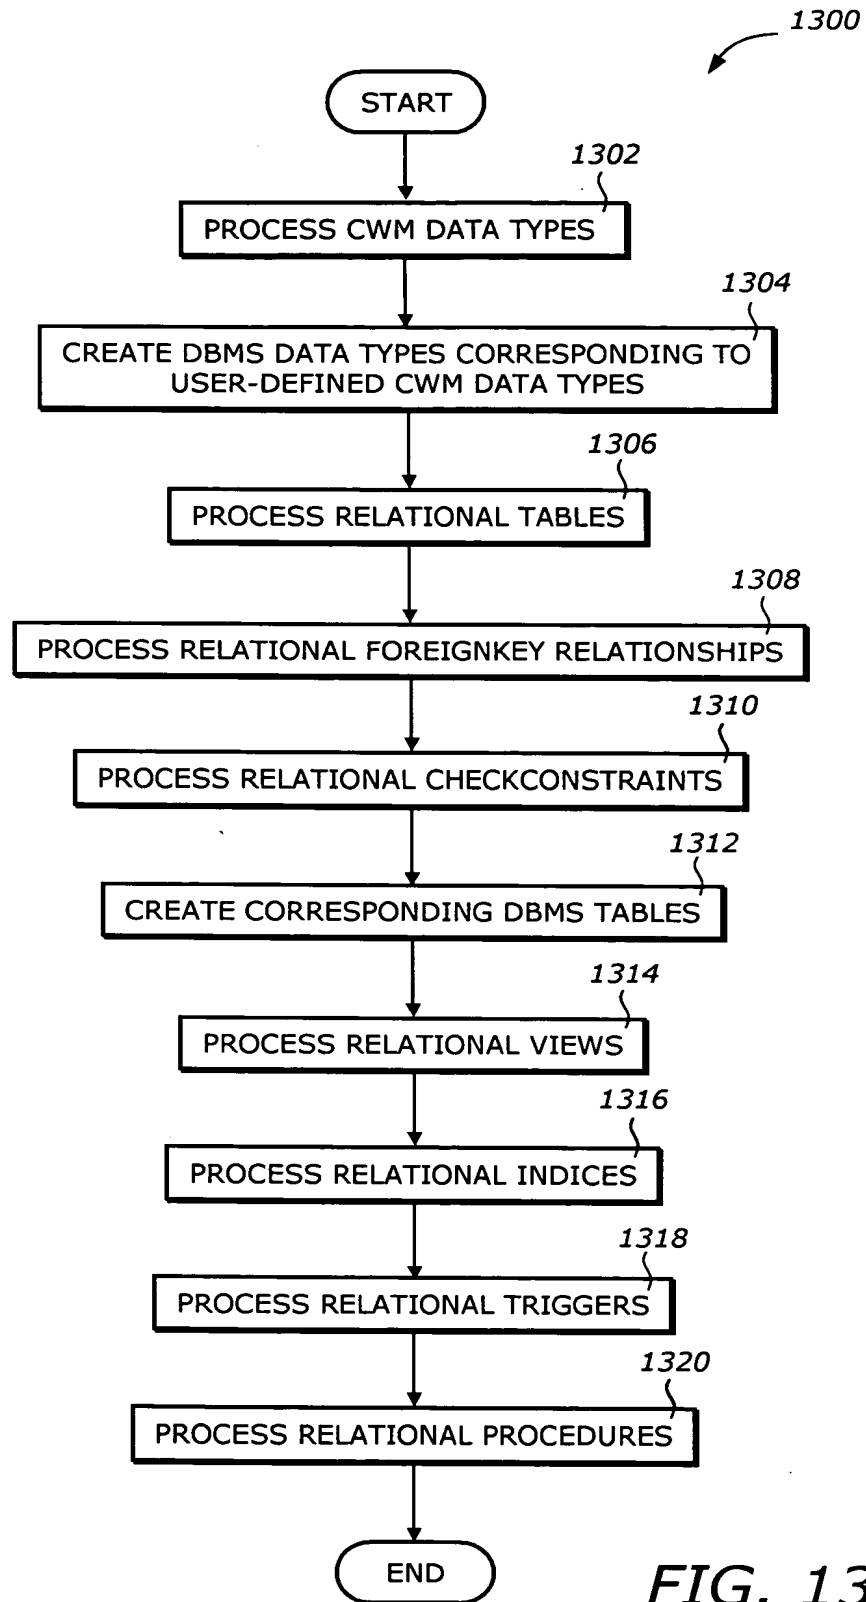 1300
START
1302
PROCESS CWM DATA TYPES
1304
CREATE DBMS DATA TYPES CORRESPONDING TO
USER-DEFINED CWM DATA TYPES
1306
PROCESS RELATIONAL TABLES
1308
PROCESS RELATIONAL FOREIGNKEY RELATIONSHIPS
1310
PROCESS RELATIONAL CHECKCONSTRAINTS
1312
CREATE CORRESPONDING DBMS TABLES
1314
PROCESS RELATIONAL VIEWS
1316
PROCESS RELATIONAL INDICES
1318
PROCESS RELATIONAL TRIGGERS
1320
PROCESS RELATIONAL PROCEDURES
END
FIG. 13